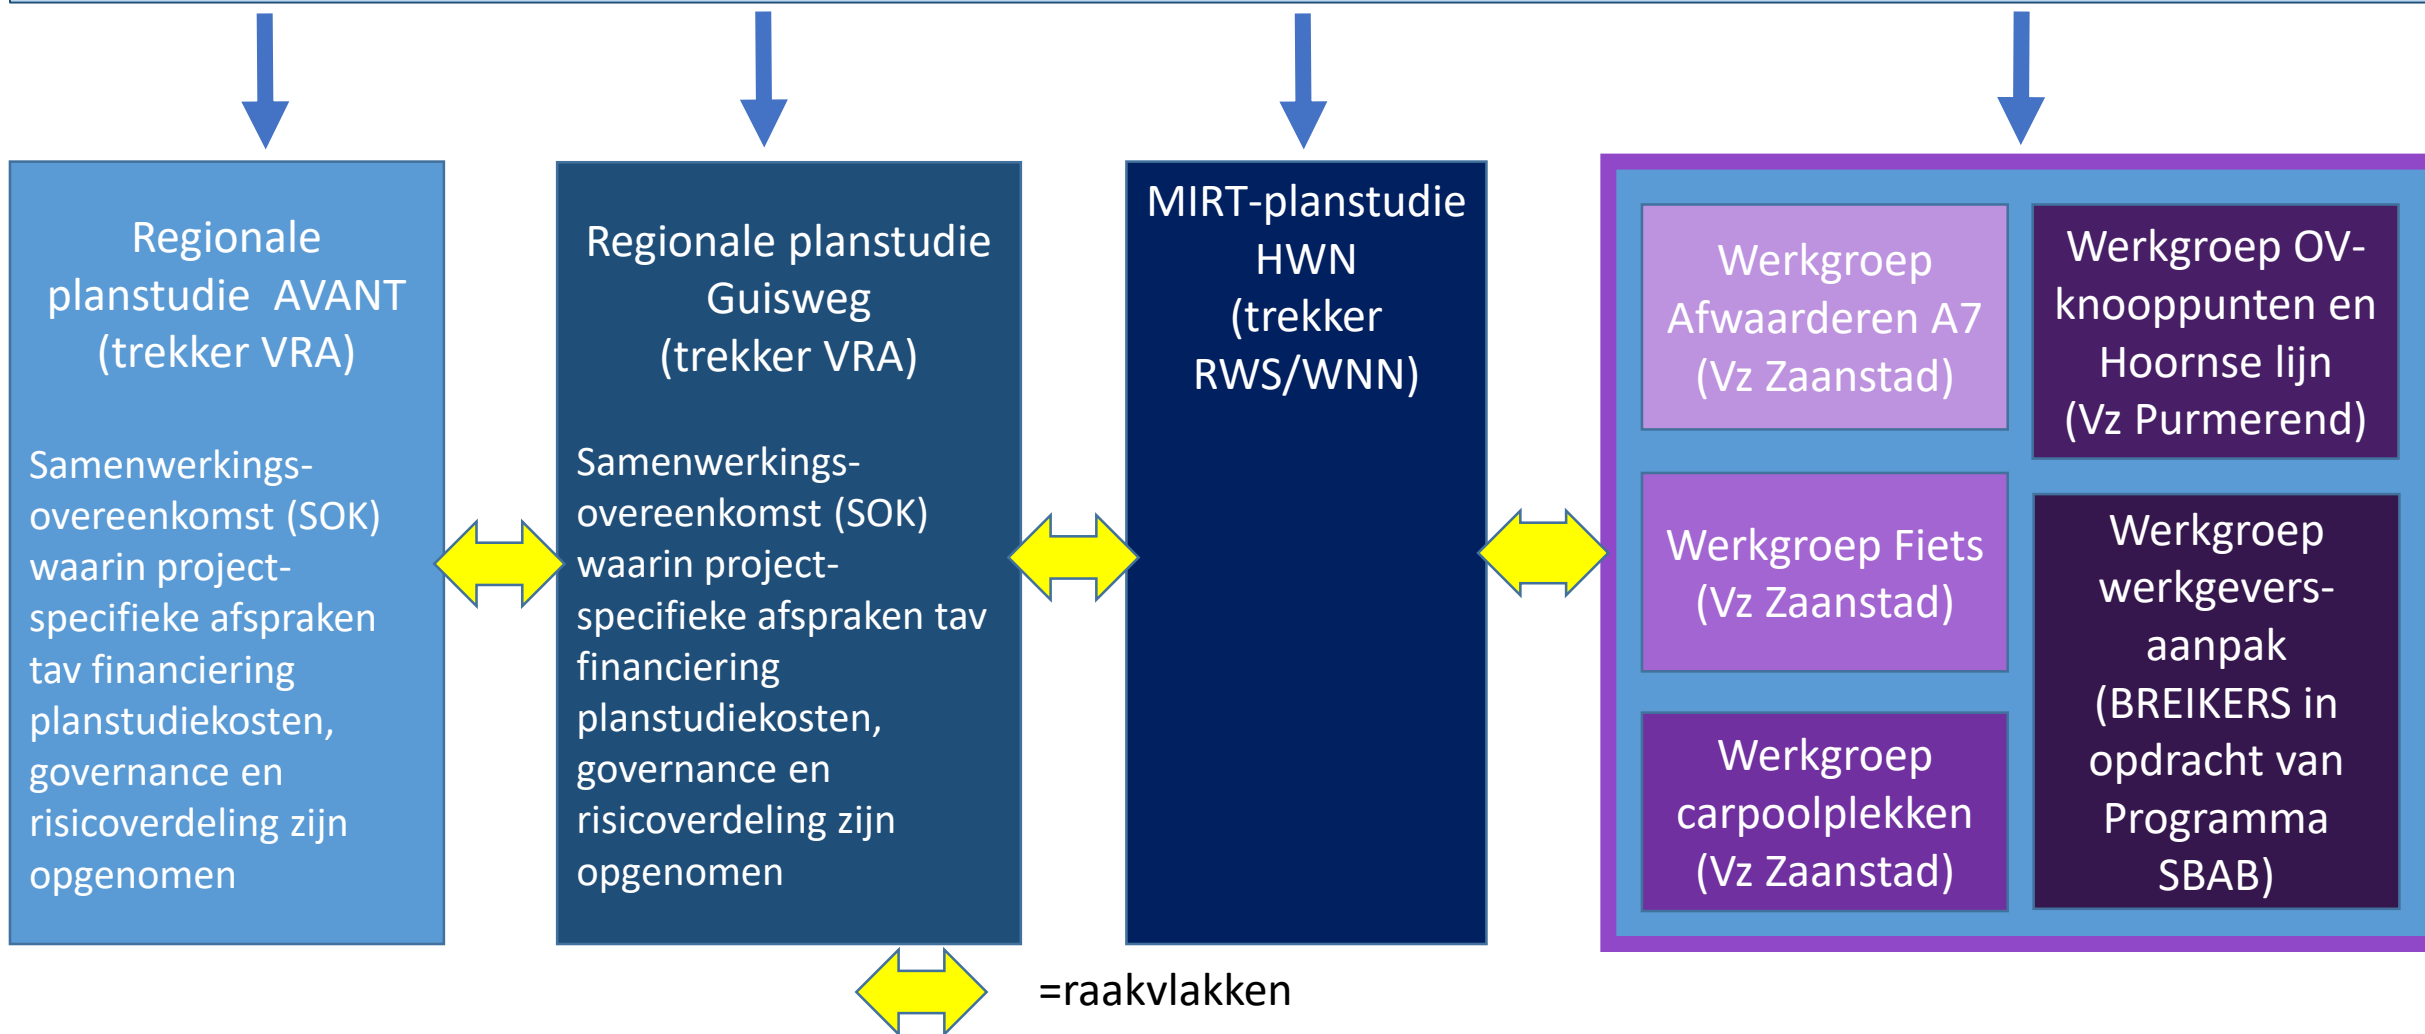 Regionale
planstudie AVANT
(trekker VRA)
Samenwerkings-
overeenkomst (SOK)
waarin project-
specifieke afspraken
tav financiering
planstudiekosten,
governance en
risicoverdeling zijn
opgenomen
Regionale planstudie
Guisweg
(trekker VRA)
Samenwerkings-
overeenkomst (SOK)
waarin project-
specifieke afspraken tav
financiering
planstudiekosten,
governance en
risicoverdeling zijn
opgenomen
MIRT-planstudie
HWN
(trekker
RWS/WNN)
Werkgroep
Afwaarderen A7
(Vz Zaanstad)
Werkgroep Fiets
(Vz Zaanstad)
Werkgroep
carpoolplekken
(Vz Zaanstad)
Werkgroep OV-
knooppunten en
Hoornse lijn
(Vz Purmerend)
Werkgroep
werkgevers-
aanpak
(BREIKERS in
opdracht van
Programma
SBAB)
=raakvlakken